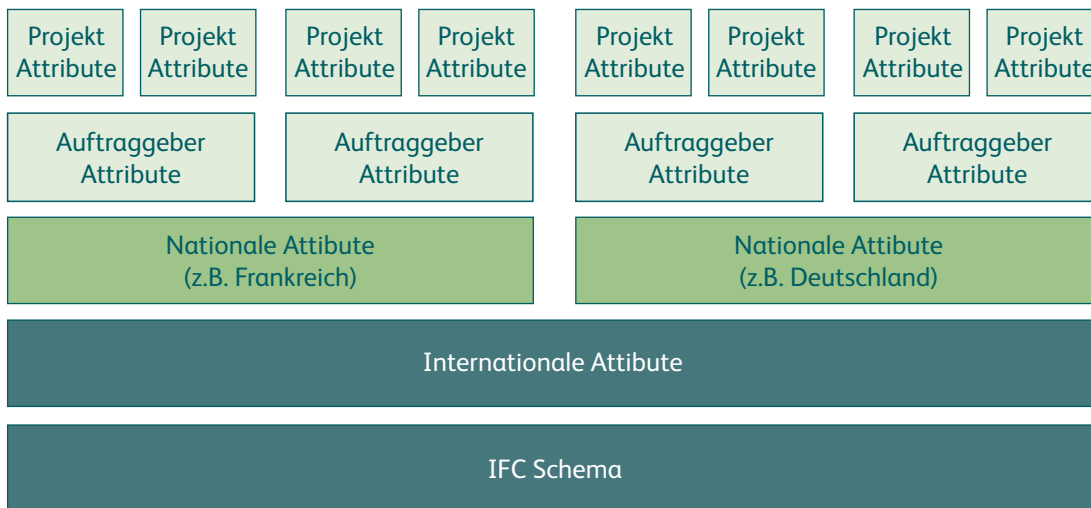 Projekt
Attribute
Projekt
Attribute
Projekt
Attribute
Projekt
Attribute
Projekt
Attribute
Projekt
Attribute
Projekt
Attribute
Projekt
Attribute
Auftraggeber
Attribute
Auftraggeber
Attribute
Auftraggeber
Attribute
Auftraggeber
Attribute
Nationale Attibute
(z.B. Frankreich)
Nationale Attibute
(z.B. Deutschland)
Internationale Attibute
IFC Schema